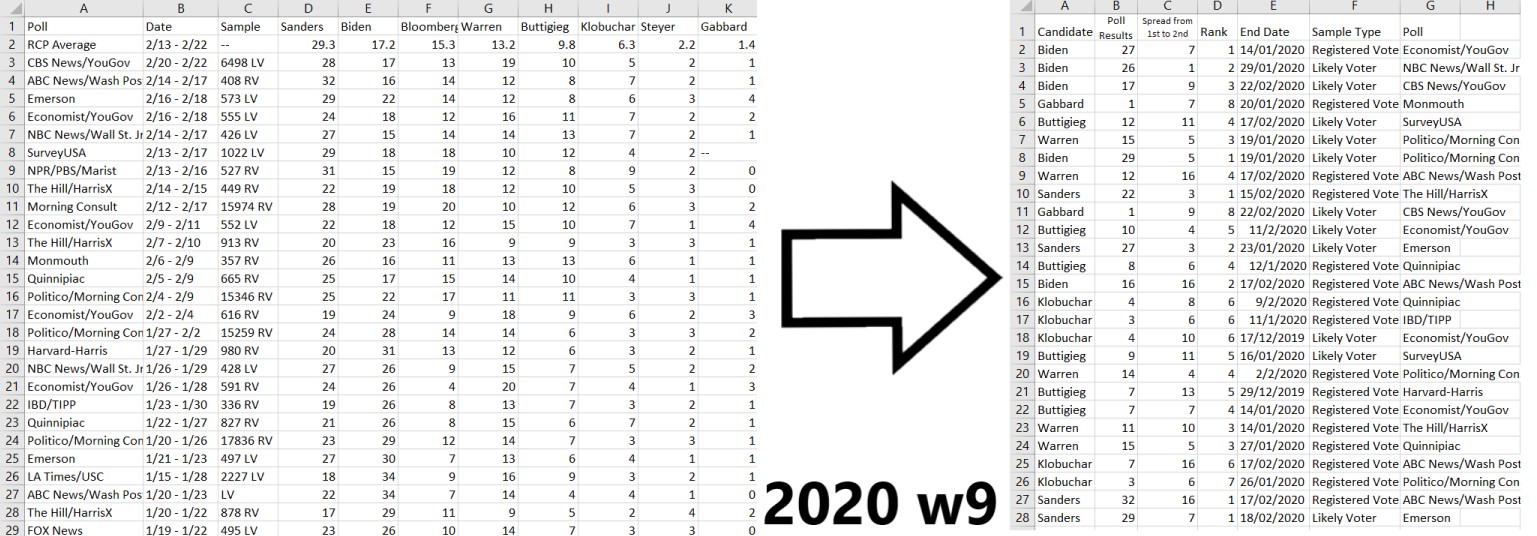 A B C D E F G H I J K
1 Poll Date Sample Sanders Biden Bloomberg Warren Buttigieg Klobuchar Steyer Gabbard
2 RCP Average 2/13 - 2/22 -- 29.3 17.2 15.3 13.2 9.8 6.3 2.2 1.4
3 CBS News/YouGov 2/20 - 2/22 6498 LV 28 17 13 19 10 5 2 1
4 ABC News/Wash Pos 2/14 - 2/17 408 RV 32 16 14 12 8 7 2 1
5 Emerson 2/16 - 2/18 573 LV 29 22 14 12 8 6 3 4
6 Economist/YouGov 2/16 - 2/18 555 LV 24 18 12 16 11 7 2 2
7 NBC News/Wall St. Jr 2/14 - 2/17 426 LV 27 15 14 14 13 7 2 1
8 SurveyUSA 2/13 - 2/17 1022 LV 29 18 18 10 12 4 2 --
9 NPR/PBS/Marist 2/13 - 2/16 527 RV 31 15 19 12 8 9 2 0
10 The Hill/HarrisX 2/14 - 2/15 449 RV 22 19 18 12 10 5 3 0
11 Morning Consult 2/12 - 2/17 15974 RV 28 19 20 10 12 6 3 2
12 Economist/YouGov 2/9 - 2/11 552 LV 22 18 12 15 10 7 1 4
13 The Hill/HarrisX 2/7 - 2/10 913 RV 20 23 16 9 9 3 3 1
14 Monmouth 2/6 - 2/9 357 RV 26 16 11 13 13 6 1 1
15 Quinnipiac 2/5 - 2/9 665 RV 25 17 15 14 10 4 1 1
16 Politico/Morning Con 2/4 - 2/9 15346 RV 25 22 17 11 11 3 3 1
17 Economist/YouGov 2/2 - 2/4 616 RV 19 24 9 18 9 6 2 3
18 Politico/Morning Con 1/27 - 2/2 15259 RV 24 28 14 14 6 3 3 2
19 Harvard-Harris 1/27 - 1/29 980 RV 20 31 13 12 6 3 2 1
20 NBC News/Wall St. Jr 1/26 - 1/29 428 LV 27 26 9 15 7 5 2 2
21 Economist/YouGov 1/26 - 1/28 591 RV 24 26 4 20 7 4 1 3
22 IBD/TIPP 1/23 - 1/30 336 RV 19 26 8 13 7 3 2 1
23 Quinnipiac 1/22 - 1/27 827 RV 21 26 8 15 6 7 2 1
24 Politico/Morning Con 1/20 - 1/26 17836 RV 23 29 12 14 7 3 3 1
25 Emerson 1/21 - 1/23 497 LV 27 30 7 13 6 4 1 1
26 LA Times/USC 1/15 - 1/28 2227 LV 18 34 9 16 9 3 2 1
27 ABC News/Wash Pos 1/20 - 1/23 LV 22 34 7 14 4 4 1 0
28 The Hill/HarrisX 1/20 - 1/22 878 RV 17 29 11 9 5 2 4 2
29 FOX News 1/19 - 1/22 495 LV 23 26 10 14 7 3 3 0
2020 w9
A B C D E F G H
1 Candidate Poll Results Spread from 1st to 2nd Rank End Date Sample Type Poll
2 Biden 27 7 1 14/01/2020 Registered Vote Economist/YouGov
3 Biden 26 1 2 29/01/2020 Likely Voter NBC News/Wall St. Jr
4 Biden 17 9 3 22/02/2020 Likely Voter CBS News/YouGov
5 Gabbard 1 7 8 20/01/2020 Registered Vote Monmouth
6 Buttigieg 12 11 4 17/02/2020 Likely Voter SurveyUSA
7 Warren 15 5 3 19/01/2020 Registered Vote Politico/Morning Con
8 Biden 29 5 1 19/01/2020 Registered Vote Politico/Morning Con
9 Warren 12 16 4 17/02/2020 Registered Vote ABC News/Wash Post
10 Sanders 22 3 1 15/02/2020 Registered Vote The Hill/HarrisX
11 Gabbard 1 9 8 22/02/2020 Likely Voter CBS News/YouGov
12 Buttigieg 10 4 5 11/2/2020 Likely Voter Economist/YouGov
13 Sanders 27 3 2 23/01/2020 Likely Voter Emerson
14 Buttigieg 8 6 4 12/1/2020 Registered Vote Quinnipiac
15 Biden 16 16 2 17/02/2020 Registered Vote ABC News/Wash Post
16 Klobuchar 4 8 6 9/2/2020 Registered Vote Quinnipiac
17 Klobuchar 3 6 6 11/1/2020 Registered Vote IBD/TIPP
18 Klobuchar 4 10 6 17/12/2019 Likely Voter Economist/YouGov
19 Buttigieg 9 11 5 16/01/2020 Likely Voter SurveyUSA
20 Warren 14 4 4 2/2/2020 Registered Vote Politico/Morning Con
21 Buttigieg 7 13 5 29/12/2019 Registered Vote Harvard-Harris
22 Buttigieg 7 7 4 14/01/2020 Registered Vote Economist/YouGov
23 Warren 11 10 3 14/01/2020 Registered Vote The Hill/HarrisX
24 Warren 15 5 3 27/01/2020 Registered Vote Quinnipiac
25 Klobuchar 7 16 6 17/02/2020 Registered Vote ABC News/Wash Post
26 Klobuchar 3 6 7 26/01/2020 Registered Vote Politico/Morning Con
27 Sanders 32 16 1 17/02/2020 Registered Vote ABC News/Wash Post
28 Sanders 29 7 1 18/02/2020 Likely Voter Emerson